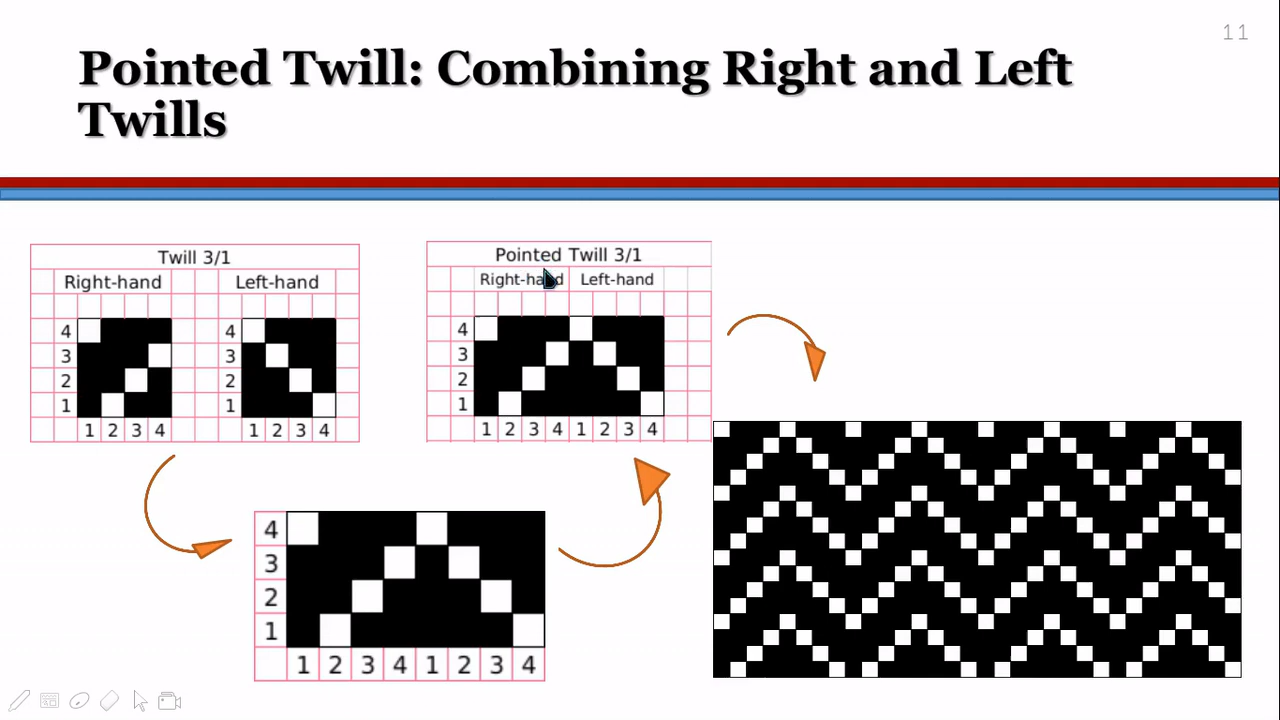 11
Pointed Twill: Combining Right and Left
Twills
Twill 3/1
Right-hand Left-hand
4 4
3 3
2 2
1 1
1 2 3 4 1 2 3 4
Pointed Twill 3/1
Right-hand Left-hand
4
3
2
1
1 2 3 4 1 2 3 4
4
3
2
1
1 2 3 4 1 2 3 4